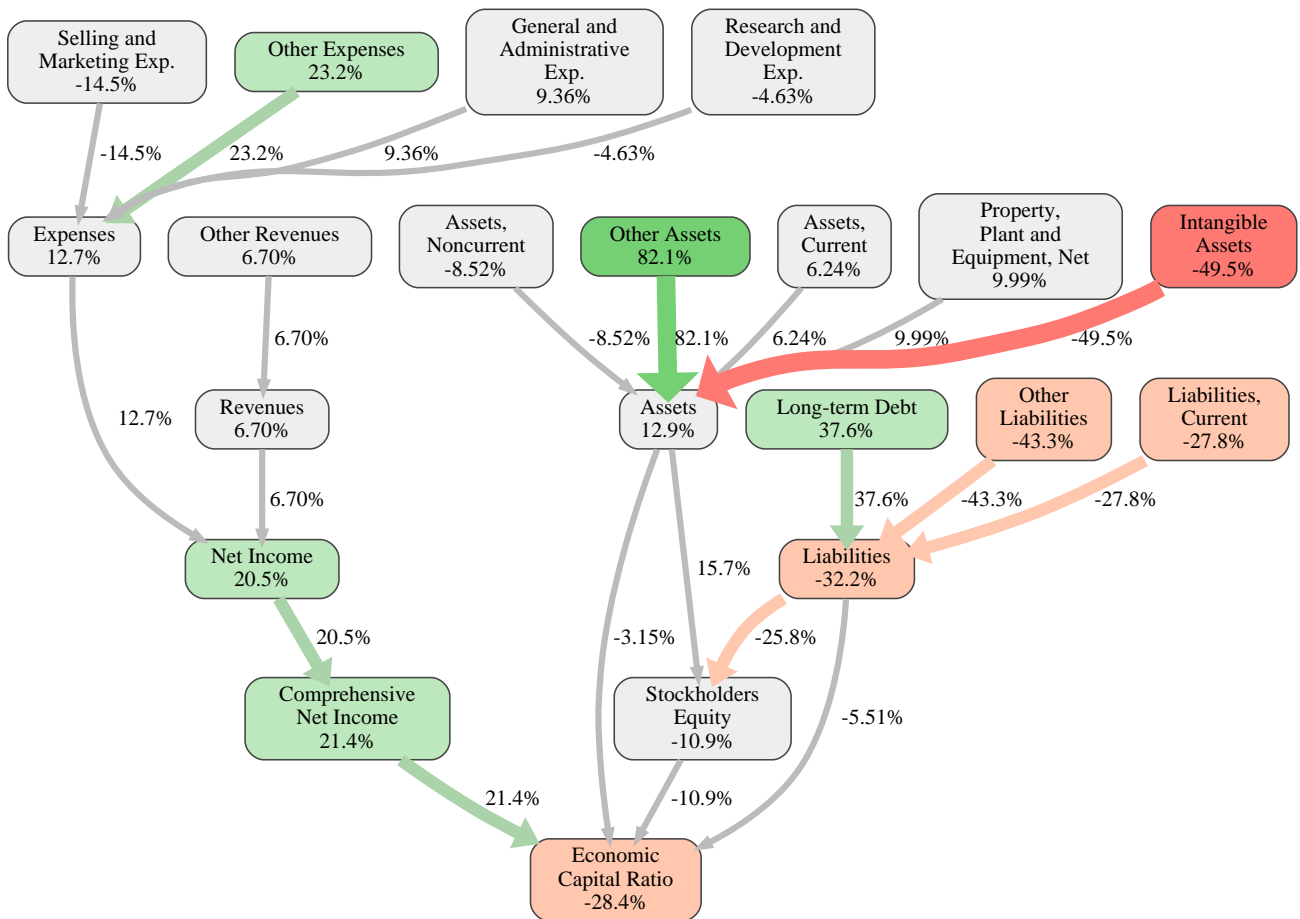 Selling and
Marketing Exp.
-14.5%
Other Expenses
23.2%
General and
Administrative
Exp.
9.36%
Research and
Development
Exp.
-4.63%
-14.5%
23.2%
9.36%
-4.63%
Expenses
12.7%
Other Revenues
6.70%
Assets,
Noncurrent
-8.52%
Other Assets
82.1%
Assets,
Current
6.24%
Property,
Plant and
Equipment, Net
9.99%
Intangible
Assets
-49.5%
6.70%
-8.52%
82.1%
6.24%
9.99%
-49.5%
12.7%
Revenues
6.70%
Assets
12.9%
Long-term Debt
37.6%
Other
Liabilities
-43.3%
Liabilities,
Current
-27.8%
6.70%
37.6%
-43.3%
-27.8%
Net Income
20.5%
15.7%
Liabilities
-32.2%
20.5%
-3.15%
-25.8%
Comprehensive
Net Income
21.4%
Stockholders
Equity
-10.9%
-5.51%
21.4%
-10.9%
Economic
Capital Ratio
-28.4%